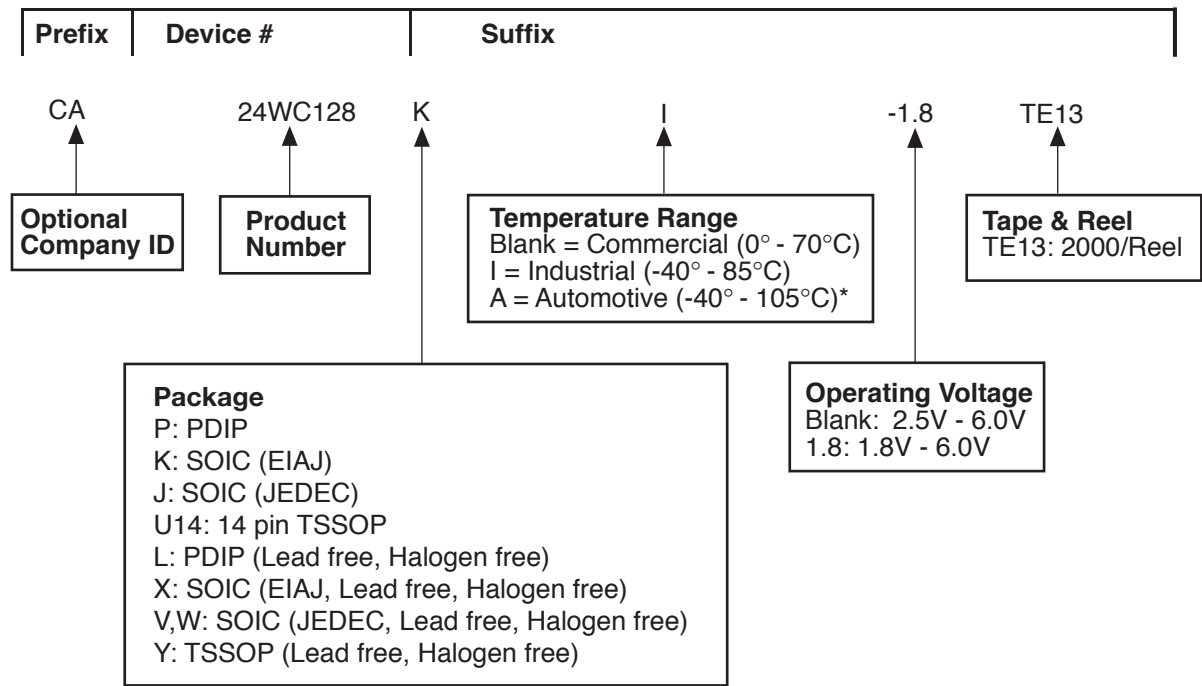 Prefix Device # Suffix
CA 24WC128 K I -1.8 TE13
Optional
Company ID
Product
Number
Temperature Range
Blank = Commercial (0° - 70°C)
I = Industrial (-40° - 85°C)
A = Automotive (-40° - 105°C)*
Tape & Reel
TE13: 2000/Reel
Package
P: PDIP
K: SOIC (EIAJ)
J: SOIC (JEDEC)
U14: 14 pin TSSOP
L: PDIP (Lead free, Halogen free)
X: SOIC (EIAJ, Lead free, Halogen free)
V,W: SOIC (JEDEC, Lead free, Halogen free)
Y: TSSOP (Lead free, Halogen free)
Operating Voltage
Blank: 2.5V - 6.0V
1.8: 1.8V - 6.0V